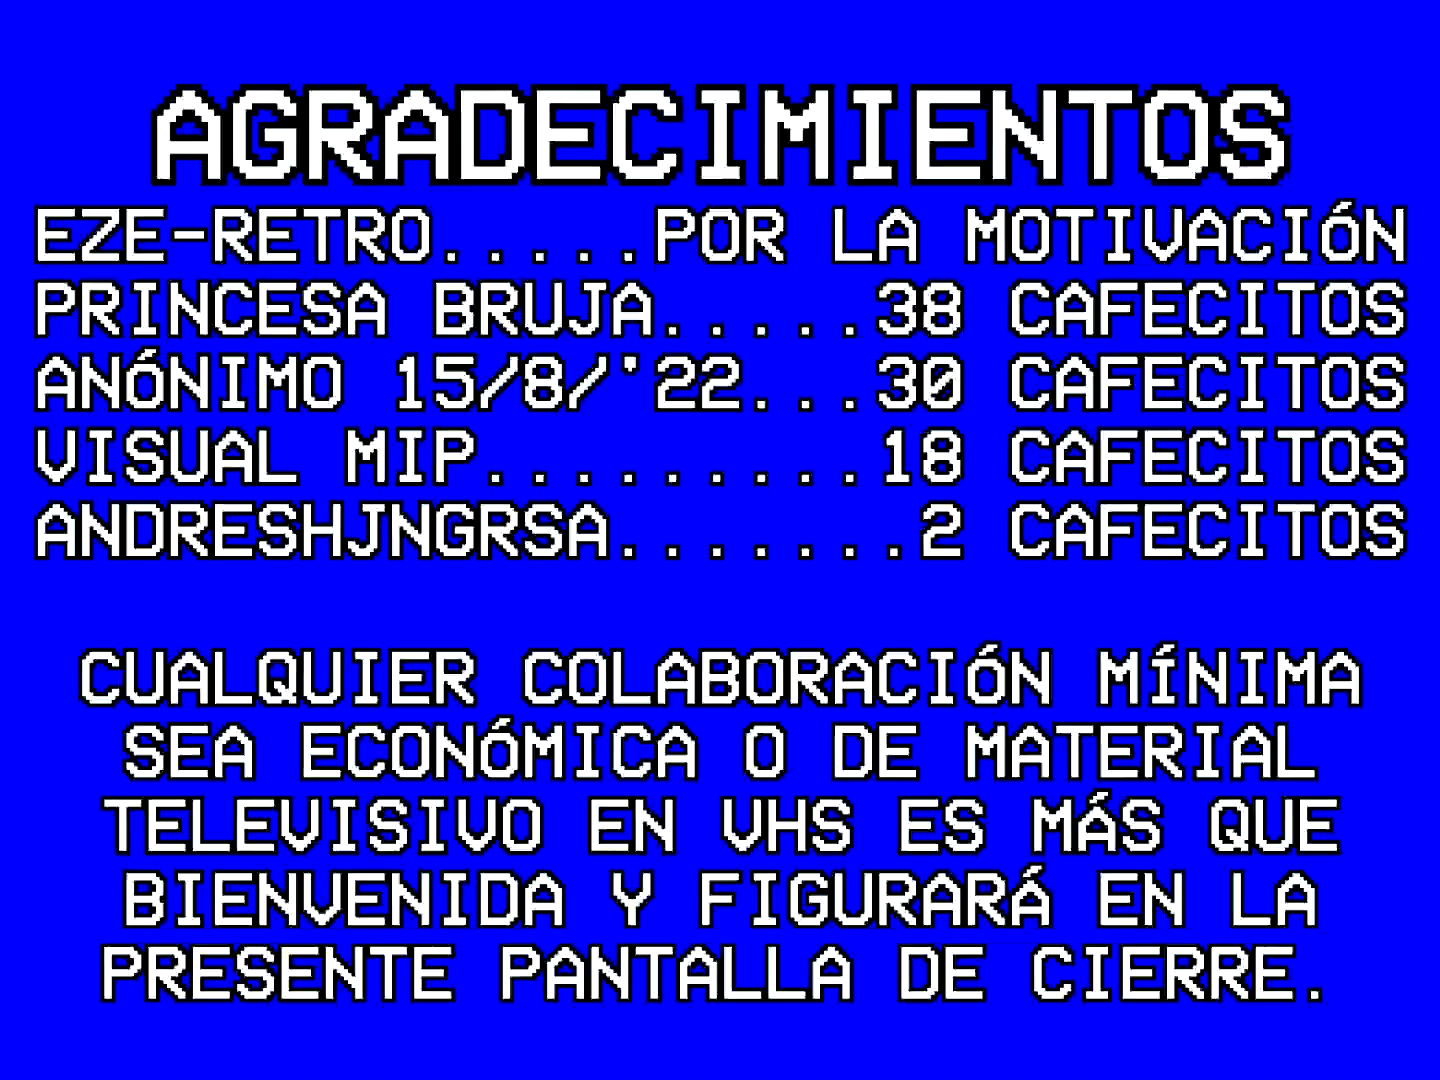 AGRADECIMIENTOS
EZE-RETRO.....POR LA MOTIVACIÓN
PRINCESA BRUJA.....38 CAFECITOS
ANÓNIMO 15/8/'22...30 CAFECITOS
VISUAL MIP.........18 CAFECITOS
ANDRESHJNGRSA.......2 CAFECITOS
CUALQUIER COLABORACIÓN MÍNIMA
SEA ECONÓMICA O DE MATERIAL
TELEVISIVO EN VHS ES MÁS QUE
BIENVENIDA Y FIGURARÁ EN LA
PRESENTE PANTALLA DE CIERRE.